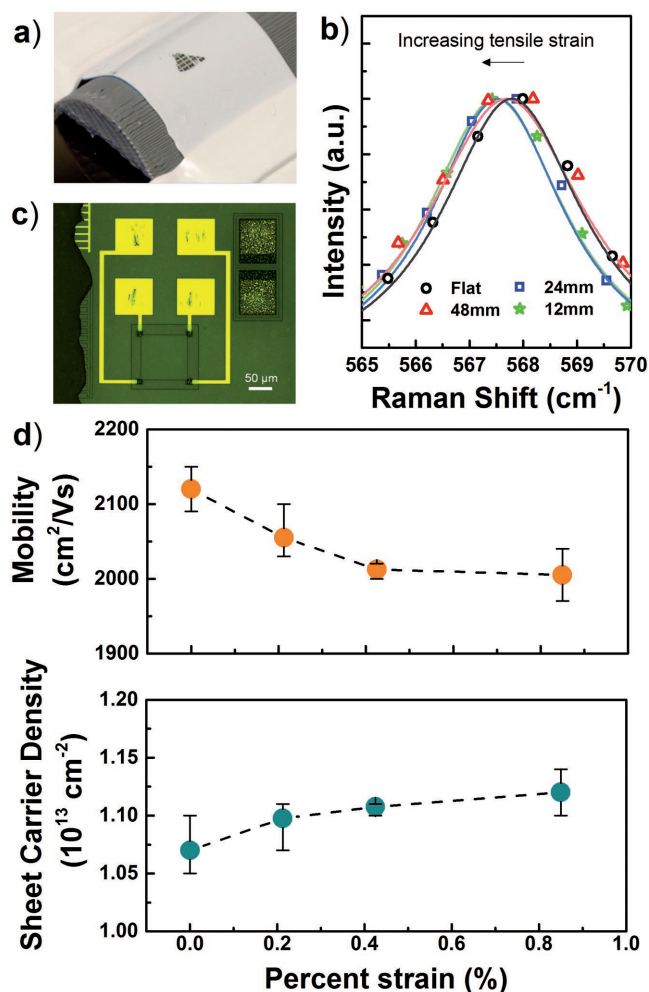 a)
b)
Increasing tensile strain
Intensity (a.u.)
Flat
48mm
24mm
12mm
565 566 567 568 569 570
Raman Shift (cm⁻¹)
c)
50 µm
d)
Mobility
(cm²/Vs)
2200
2100
2000
1900
Sheet Carrier Density
(10¹³ cm⁻²)
1.20
1.15
1.10
1.05
1.00
0.0 0.2 0.4 0.6 0.8 1.0
Percent strain (%)